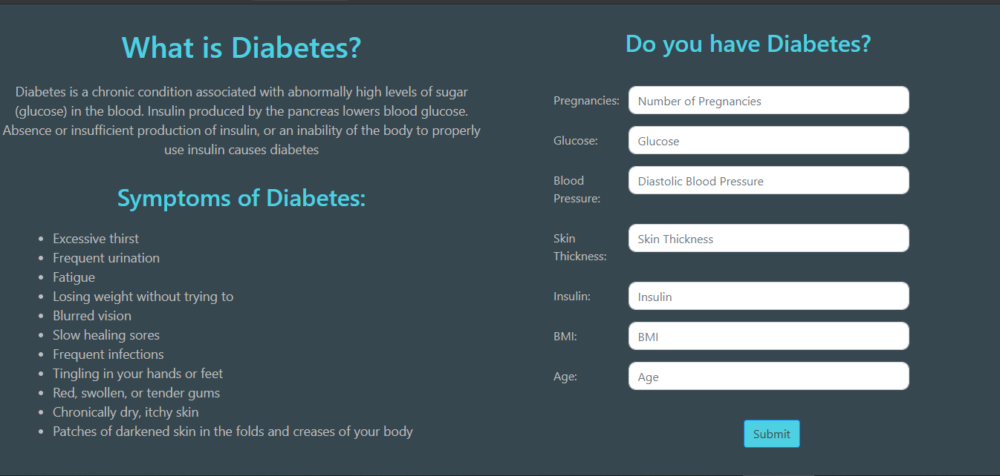 What is Diabetes?
Diabetes is a chronic condition associated with abnormally high levels of sugar
(glucose) in the blood. Insulin produced by the pancreas lowers blood glucose.
Absence or insufficient production of insulin, or an inability of the body to properly
use insulin causes diabetes
Symptoms of Diabetes:
• Excessive thirst
• Frequent urination
• Fatigue
• Losing weight without trying to
• Blurred vision
• Slow healing sores
• Frequent infections
• Tingling in your hands or feet
• Red, swollen, or tender gums
• Chronically dry, itchy skin
• Patches of darkened skin in the folds and creases of your body
Do you have Diabetes?
Pregnancies: Number of Pregnancies
Glucose: Glucose
Blood Diastolic Blood Pressure
Pressure:
Skin Skin Thickness
Thickness:
Insulin: Insulin
BMI: BMI
Age: Age
Submit